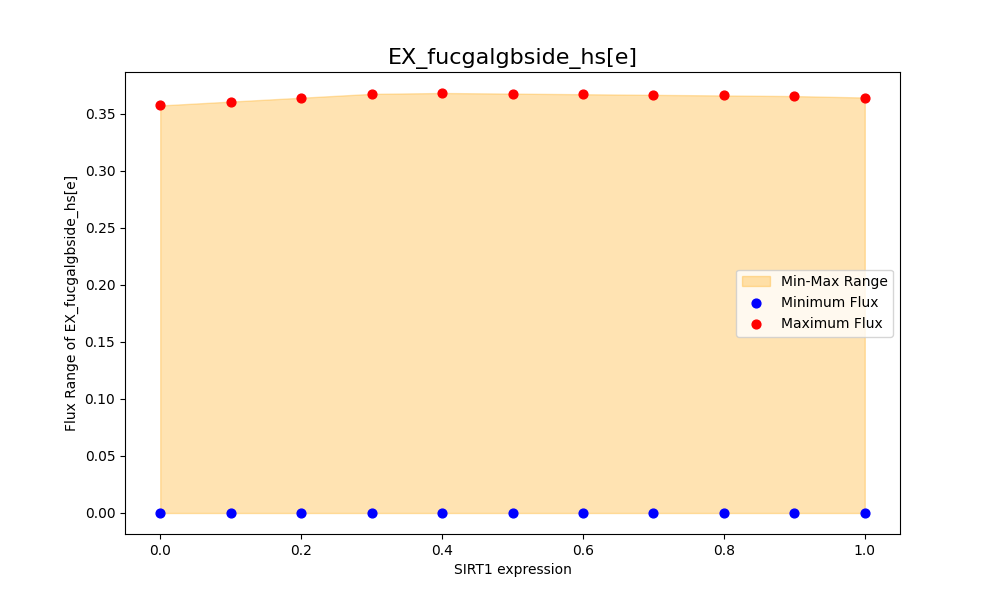 EX_fucgalgbside_hs[e]
Flux Range of EX_fucgalgbside_hs[e]
0.35
0.30
0.25
0.20
0.15
0.10
0.05
0.00
Min-Max Range
Minimum Flux
Maximum Flux
0.0 0.2 0.4 0.6 0.8 1.0
SIRT1 expression